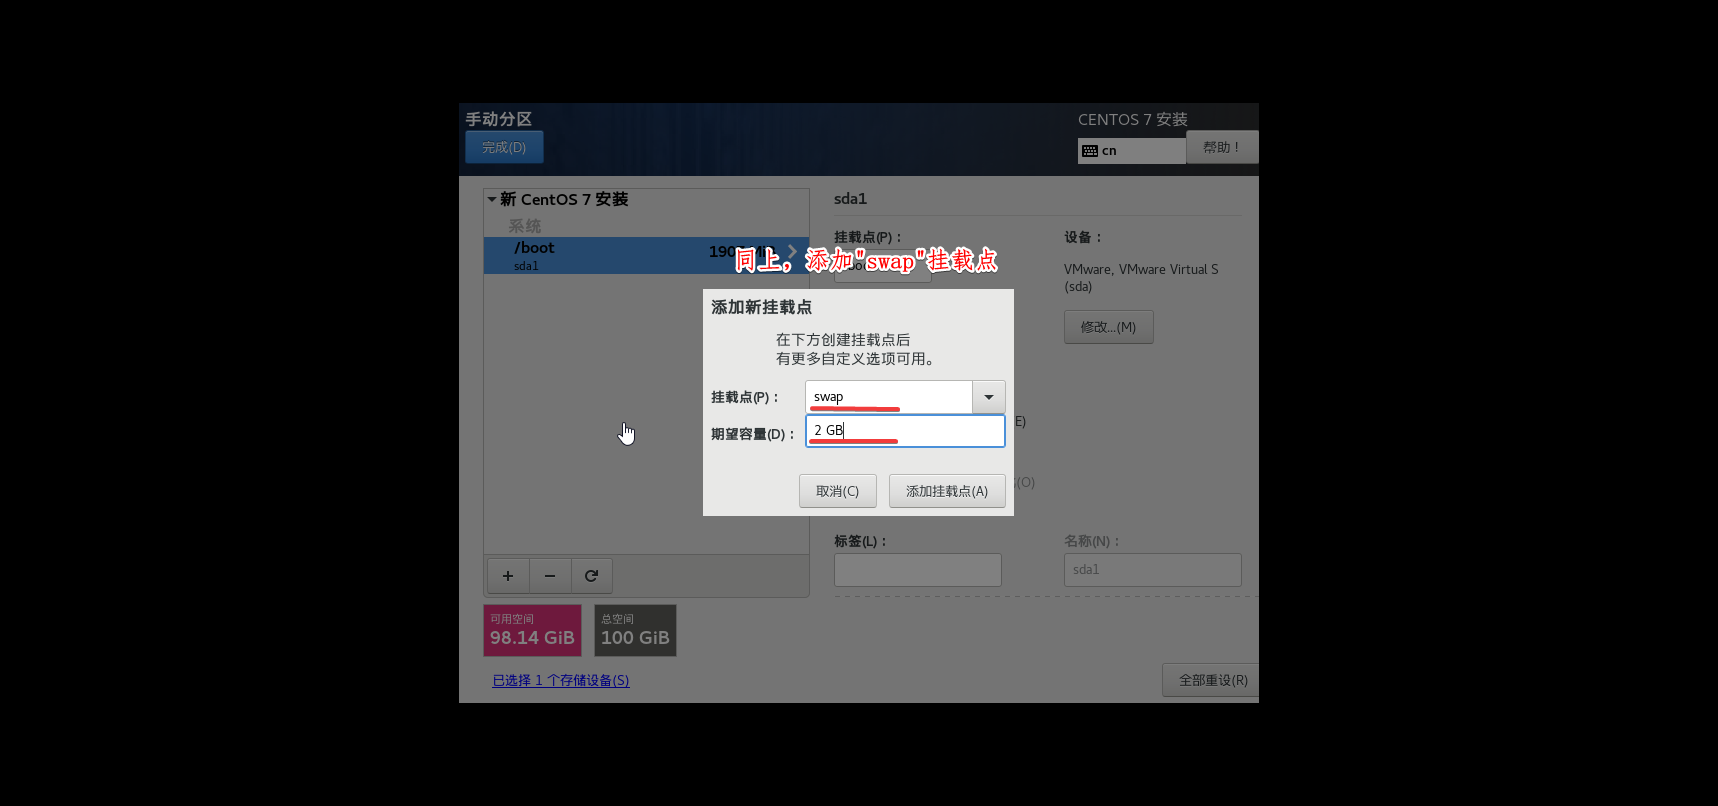 手动分区
完成(D)
CENTOS 7 安装
cn
帮助！
新 CentOS 7 安装
系统
/boot
sda1
sda1
挂载点(P)：
设备：
同上，添加"swap"挂载点
VMware, VMware Virtual S
(sda)
修改...(M)
添加新挂载点
在下方创建挂载点后
有更多自定义选项可用。
挂载点(P)：
swap
期望容量(D)：
2 GB
取消(C)
添加挂载点(A)
E)
(O)
标签(L)：
名称(N)：
sda1
可用空间
98.14 GiB
总空间
100 GiB
已选择 1 个存储设备(S)
全部重设(R)